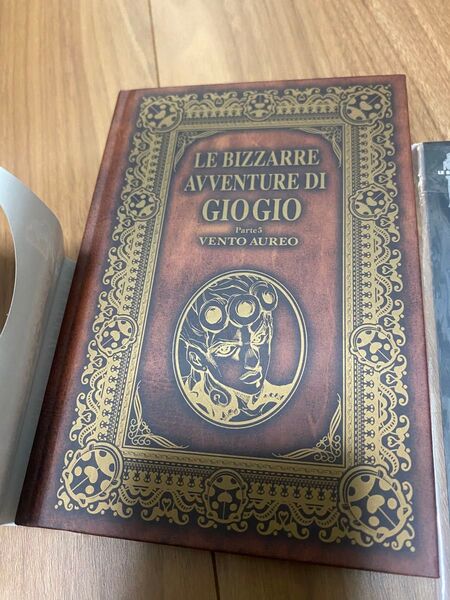 LE BIZZARRE
AVVENTURE DI
GIOGIO
Parte5
VENTO AUREO